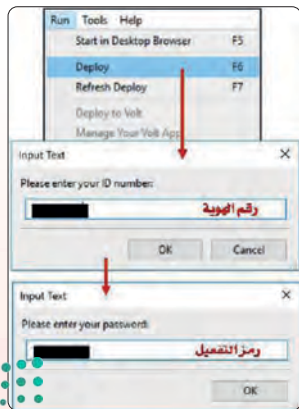 Run Tools Help
Start in Desktop Browser F5
Deploy F6
Refresh Deploy F7
Deploy to Volt
Manage Your Volt App
Input Text X
Please enter your ID number:
رقم الهوية
OK Cancel
Input Text X
Please enter your password:
رمز التفعيل
OK